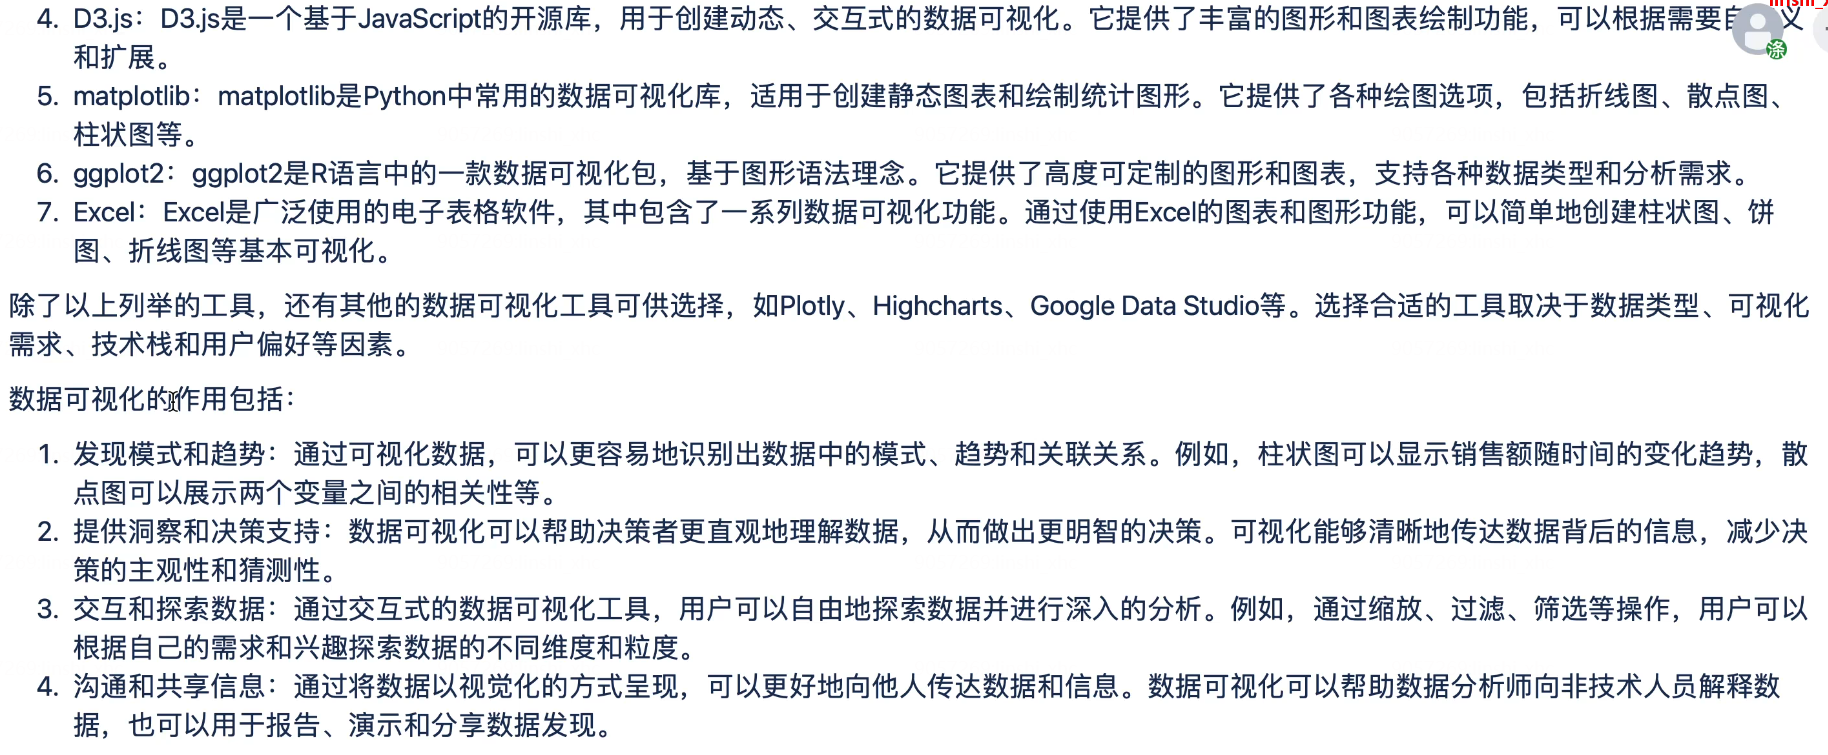 4. D3.js：D3.js是一个基于JavaScript的开源库，用于创建动态、交互式的数据可视化。它提供了丰富的图形和图表绘制功能，可以根据需要自 义
和扩展。
5. matplotlib：matplotlib是Python中常用的数据可视化库，适用于创建静态图表和绘制统计图形。它提供了各种绘图选项，包括折线图、散点图、
柱状图等。
6. ggplot2：ggplot2是R语言中的一款数据可视化包，基于图形语法理念。它提供了高度可定制的图形和图表，支持各种数据类型和分析需求。
7. Excel：Excel是广泛使用的电子表格软件，其中包含了一系列数据可视化功能。通过使用Excel的图表和图形功能，可以简单地创建柱状图、饼
图、折线图等基本可视化。
除了以上列举的工具，还有其他的数据可视化工具可供选择，如Plotly、Highcharts、Google Data Studio等。选择合适的工具取决于数据类型、可视化
需求、技术栈和用户偏好等因素。
数据可视化的作用包括：
1. 发现模式和趋势：通过可视化数据，可以更容易地识别出数据中的模式、趋势和关联关系。例如，柱状图可以显示销售额随时间的变化趋势，散
点图可以展示两个变量之间的相关性等。
2. 提供洞察和决策支持：数据可视化可以帮助决策者更直观地理解数据，从而做出更明智的决策。可视化能够清晰地传达数据背后的信息，减少决
策的主观性和猜测性。
3. 交互和探索数据：通过交互式的数据可视化工具，用户可以自由地探索数据并进行深入的分析。例如，通过缩放、过滤、筛选等操作，用户可以
根据自己的需求和兴趣探索数据的不同维度和粒度。
4. 沟通和共享信息：通过将数据以视觉化的方式呈现，可以更好地向他人传达数据和信息。数据可视化可以帮助数据分析师向非技术人员解释数
据，也可以用于报告、演示和分享数据发现。
涤